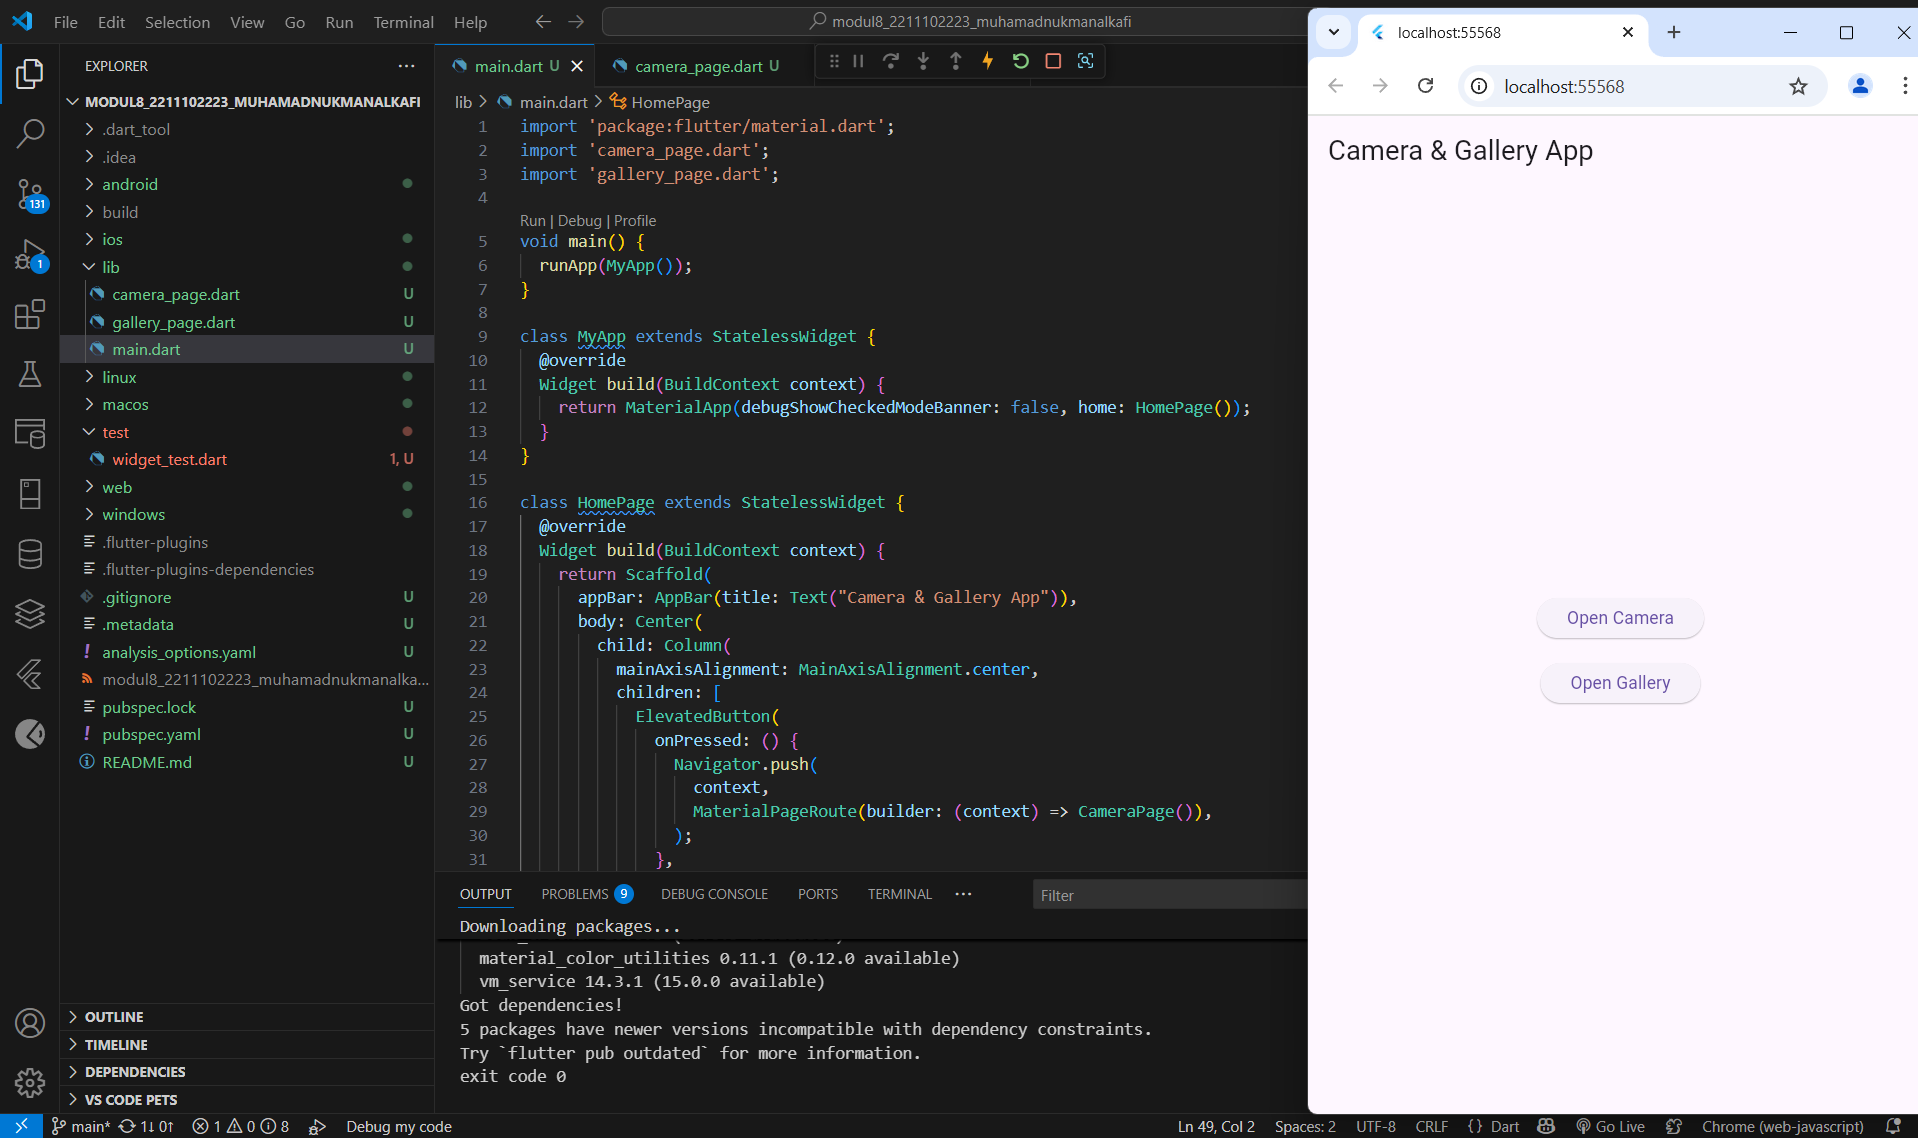 File Edit Selection View Go Run Terminal Help
modul8_2211102223_muhamadnukmanalkafi
EXPLORER
MODUL8_2211102223_MUHAMADNUKMANALKAFI
.dart_tool
.idea
android
build
ios
lib
camera_page.dart U
gallery_page.dart U
main.dart U
linux
macos
test
widget_test.dart 1, U
web
windows
.flutter-plugins
.flutter-plugins-dependencies
.gitignore U
.metadata U
analysis_options.yaml U
modul8_2211102223_muhamadnukmanalka...
pubspec.lock U
pubspec.yaml U
README.md U
OUTLINE
TIMELINE
DEPENDENCIES
VS CODE PETS
131
1
main.dart U
camera_page.dart U
lib > main.dart > HomePage
1 import 'package:flutter/material.dart';
2 import 'camera_page.dart';
3 import 'gallery_page.dart';
4
Run | Debug | Profile
5 void main() {
6 runApp(MyApp());
7 }
8
9 class MyApp extends StatelessWidget {
10 @override
11 Widget build(BuildContext context) {
12 return MaterialApp(debugShowCheckedModeBanner: false, home: HomePage());
13 }
14 }
15
16 class HomePage extends StatelessWidget {
17 @override
18 Widget build(BuildContext context) {
19 return Scaffold(
20 appBar: AppBar(title: Text("Camera & Gallery App")),
21 body: Center(
22 child: Column(
23 mainAxisAlignment: MainAxisAlignment.center,
24 children: [
25 ElevatedButton(
26 onPressed: () {
27 Navigator.push(
28 context,
29 MaterialPageRoute(builder: (context) => CameraPage()),
30 );
31 },
OUTPUT PROBLEMS 9 DEBUG CONSOLE PORTS TERMINAL ... Filter
Downloading packages...
material_color_utilities 0.11.1 (0.12.0 available)
vm_service 14.3.1 (15.0.0 available)
Got dependencies!
5 packages have newer versions incompatible with dependency constraints.
Try `flutter pub outdated` for more information.
exit code 0
localhost:55568
localhost:55568
Camera & Gallery App
Open Camera
Open Gallery
main* 1↓ 0↑ 1 0 8 Debug my code Ln 49, Col 2 Spaces: 2 UTF-8 CRLF {} Dart Go Live Chrome (web-javascript)